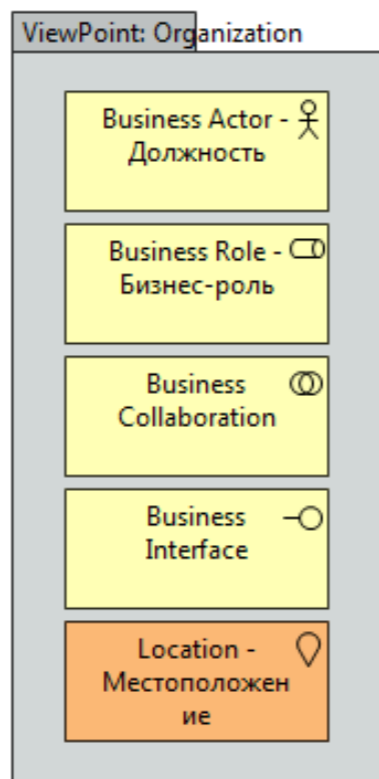 ViewPoint: Organization
Business Actor -
Должность
Business Role -
Бизнес-роль
Business
Collaboration
Business
Interface
Location -
Местоположен
ие